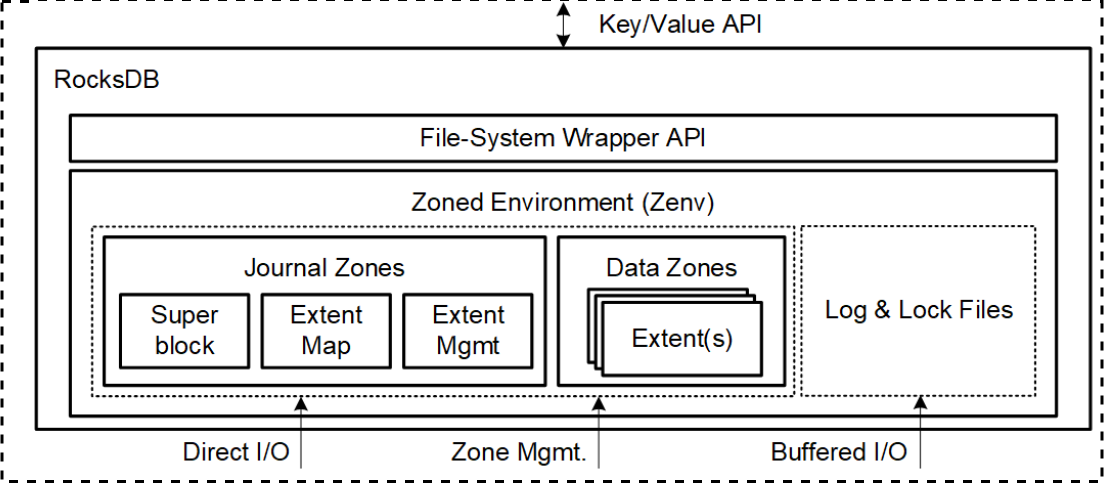 Key/Value API
RocksDB
File-System Wrapper API
Zoned Environment (Zenv)
Journal Zones
Super
block
Extent
Map
Extent
Mgmt
Data Zones
Extent(s)
Log & Lock Files
Direct I/O
Zone Mgmt.
Buffered I/O